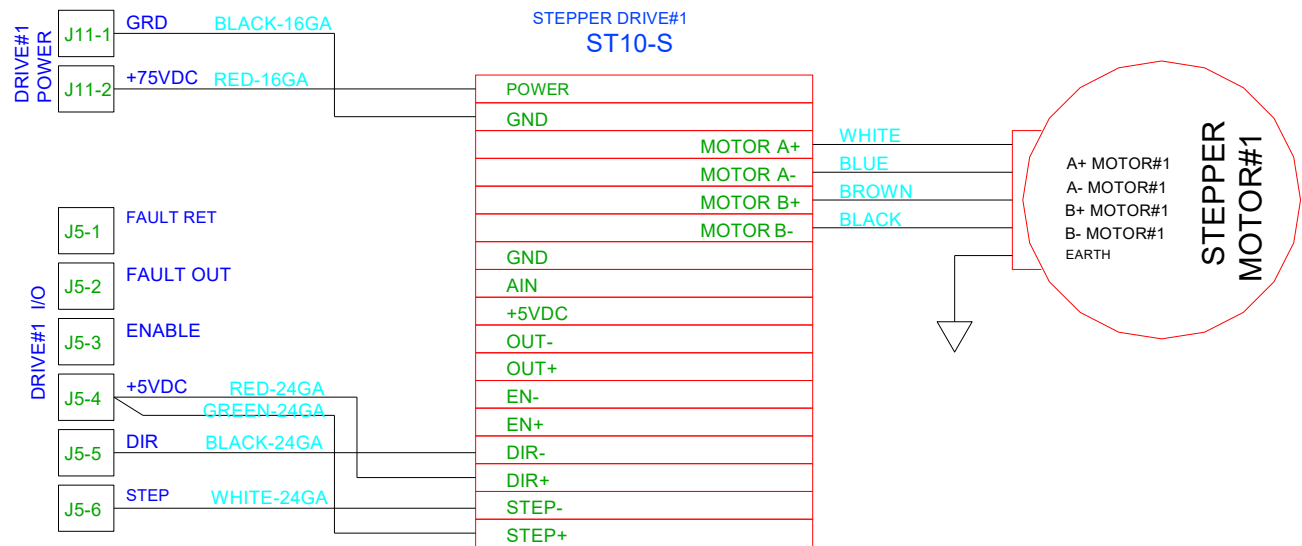 STEPPER DRIVE#1
ST10-S
DRIVE#1
POWER
J11-1
GRD
BLACK-16GA
J11-2
+75VDC
RED-16GA
DRIVE#1 I/O
J5-1
FAULT RET
J5-2
FAULT OUT
J5-3
ENABLE
J5-4
+5VDC
RED-24GA
GREEN-24GA
J5-5
DIR
BLACK-24GA
J5-6
STEP
WHITE-24GA
POWER
GND
MOTOR A+
MOTOR A-
MOTOR B+
MOTOR B-
GND
AIN
+5VDC
OUT-
OUT+
EN-
EN+
DIR-
DIR+
STEP-
STEP+
WHITE
BLUE
BROWN
BLACK
A+ MOTOR#1
A- MOTOR#1
B+ MOTOR#1
B- MOTOR#1
EARTH
STEPPER
MOTOR#1